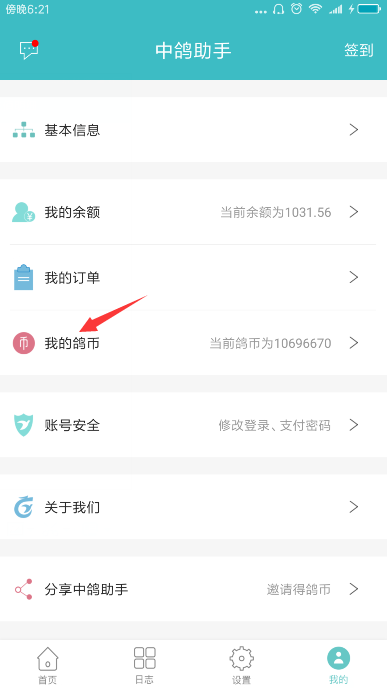 傍晚6:21
中鸽助手
签到
基本信息
我的余额
当前余额为1031.56
我的订单
我的鸽币
当前鸽币为10696670
账号安全
修改登录、支付密码
关于我们
分享中鸽助手
邀请得鸽币
首页
日志
设置
我的